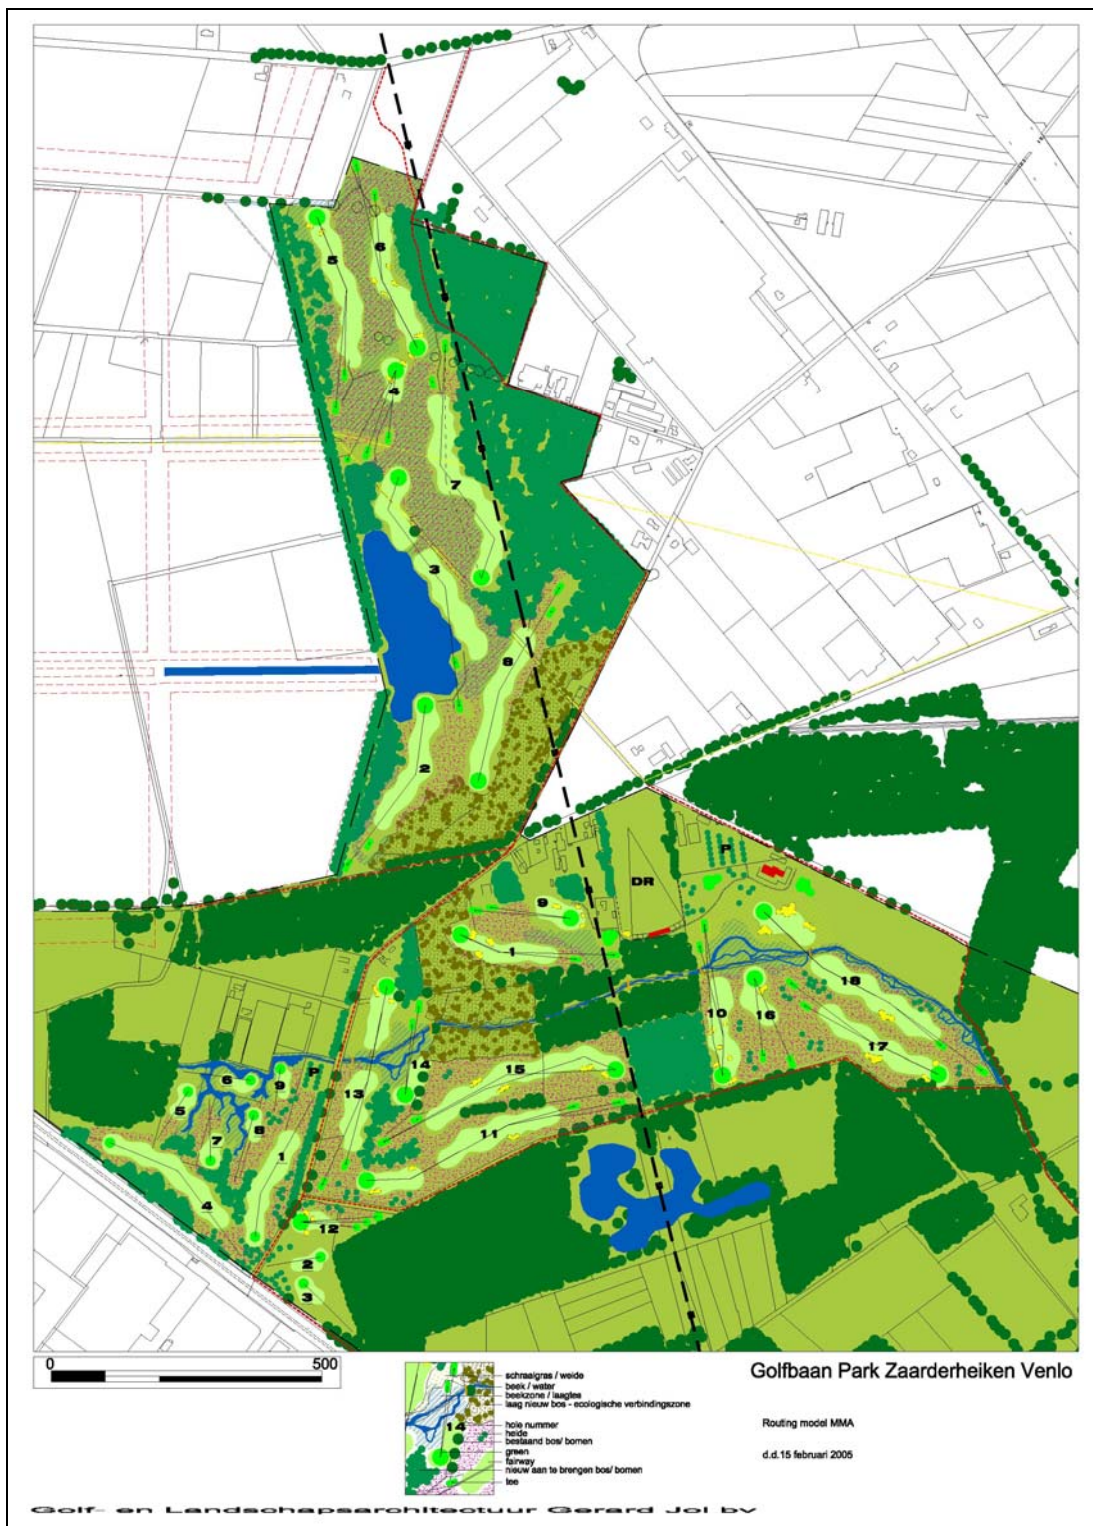 6
5
4
7
3
8
2
P
DR
9
1
18
10
16
17
14
15
13
6
9
P
5
8
7
1
11
4
12
2
3
0 500
Golfbaan Park Zaarderheiken Venlo
Routing model MMA
d.d.15 februari 2005
schraalgras / weide
beek / water
beekzone / laagtes
laag nieuw bos - ecologische verbindingszone
14
hole nummer
heide
bestaand bos/ bomen
green
fairway
nieuw aan te brengen bos/ bomen
tee
Golf- en Landschapsarchitectuur Gerard Jol bv